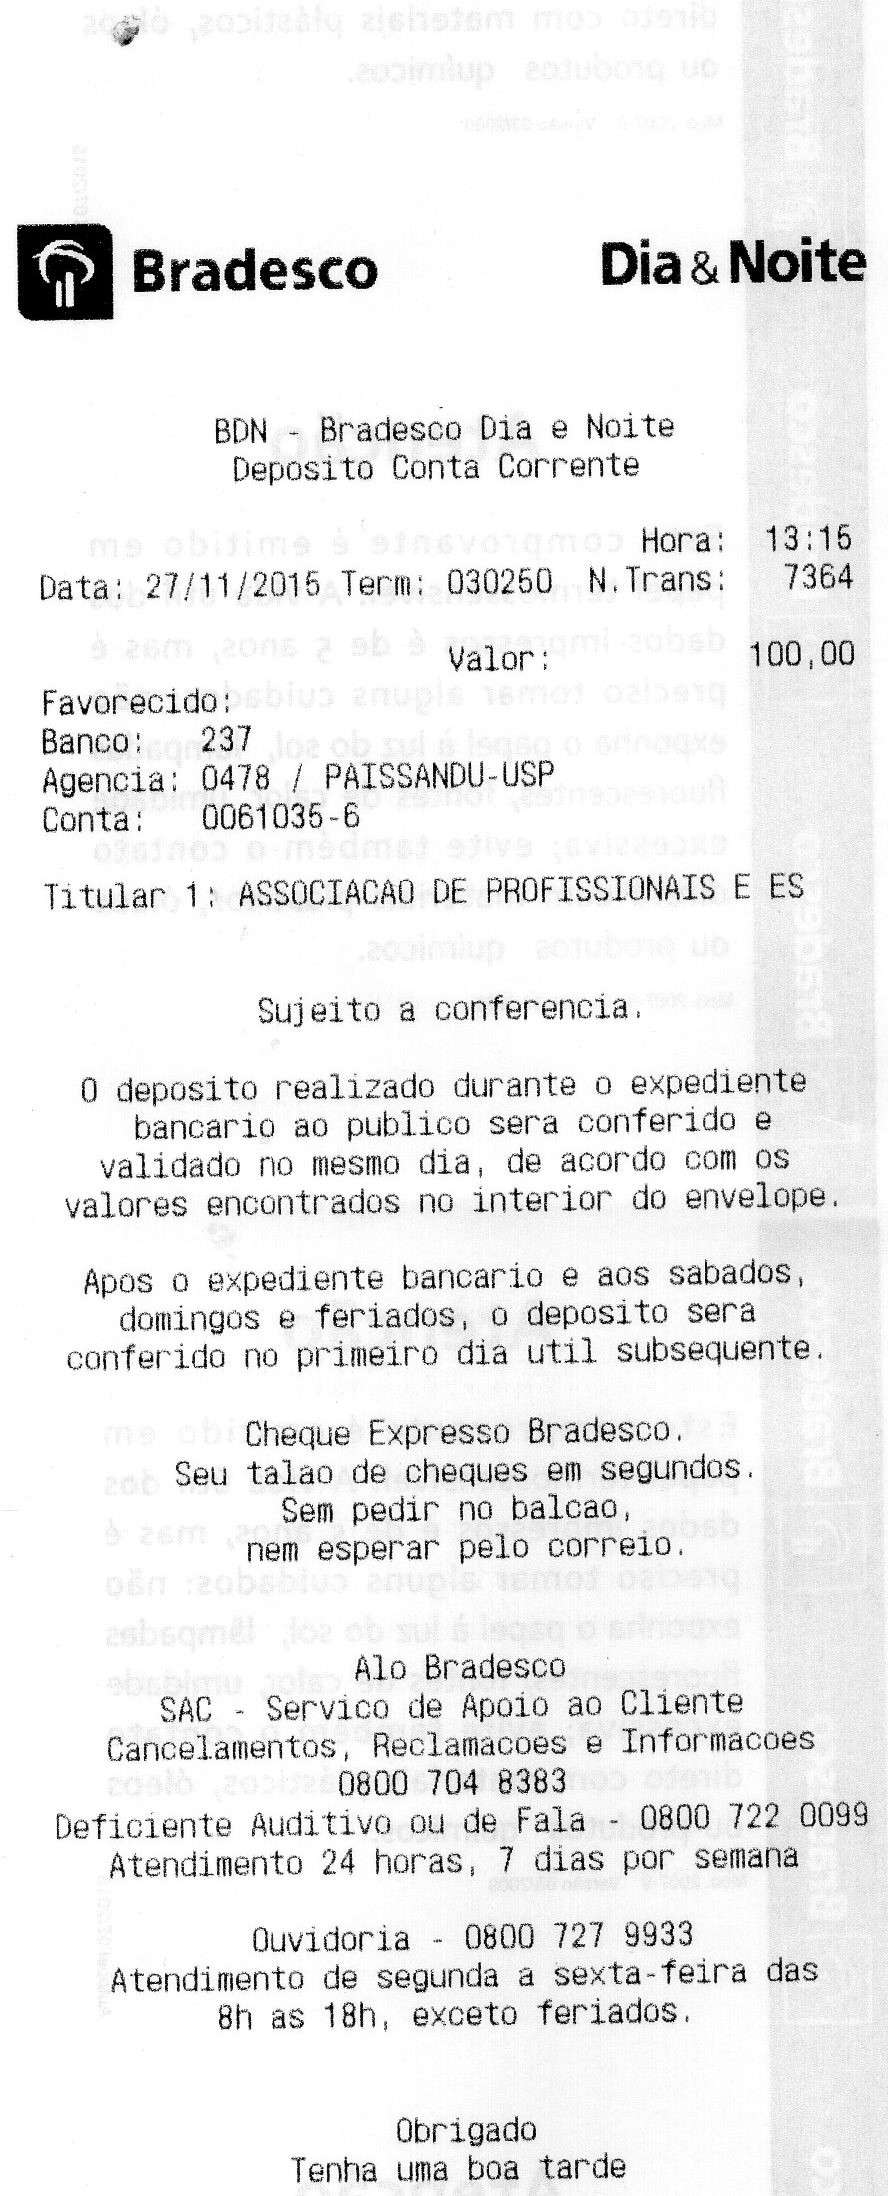 Bradesco Dia & Noite
BDN - Bradesco Dia e Noite
Deposito Conta Corrente
Hora: 13:15
Data: 27/11/2015 Term: 030250 N.Trans: 7364
Valor: 100,00
Favorecido:
Banco: 237
Agencia: 0478 / PAISSANDU-USP
Conta: 0061035-6
Titular 1: ASSOCIACAO DE PROFISSIONAIS E ES
Sujeito a conferencia.
O deposito realizado durante o expediente
bancario ao publico sera conferido e
validado no mesmo dia, de acordo com os
valores encontrados no interior do envelope.
Apos o expediente bancario e aos sabados,
domingos e feriados, o deposito sera
conferido no primeiro dia util subsequente.
Cheque Expresso Bradesco.
Seu talao de cheques em segundos.
Sem pedir no balcao,
nem esperar pelo correio.
Alo Bradesco
SAC - Servico de Apoio ao Cliente
Cancelamentos, Reclamacoes e Informacoes
0800 704 8383
Deficiente Auditivo ou de Fala - 0800 722 0099
Atendimento 24 horas, 7 dias por semana
Ouvidoria - 0800 727 9933
Atendimento de segunda a sexta-feira das
8h as 18h, exceto feriados.
Obrigado
Tenha uma boa tarde